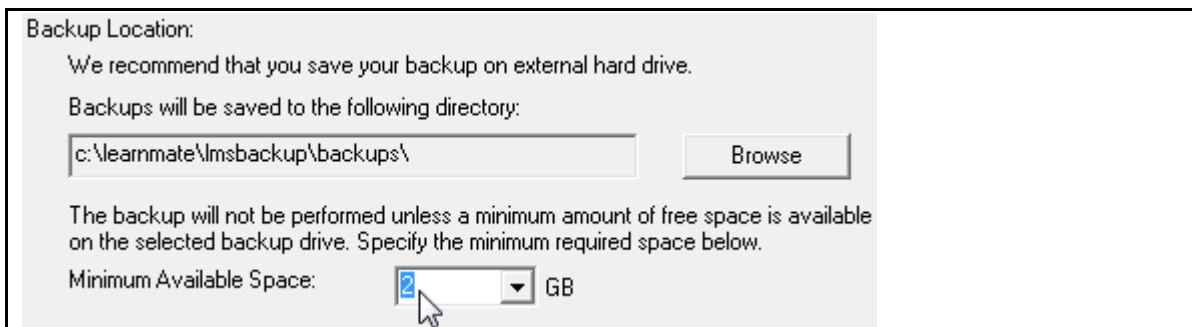 Backup Location:
We recommend that you save your backup on external hard drive.
Backups will be saved to the following directory:
c:\learnmate\lmsbackup\backups\
Browse
The backup will not be performed unless a minimum amount of free space is available
on the selected backup drive. Specify the minimum required space below.
Minimum Available Space: 2 GB